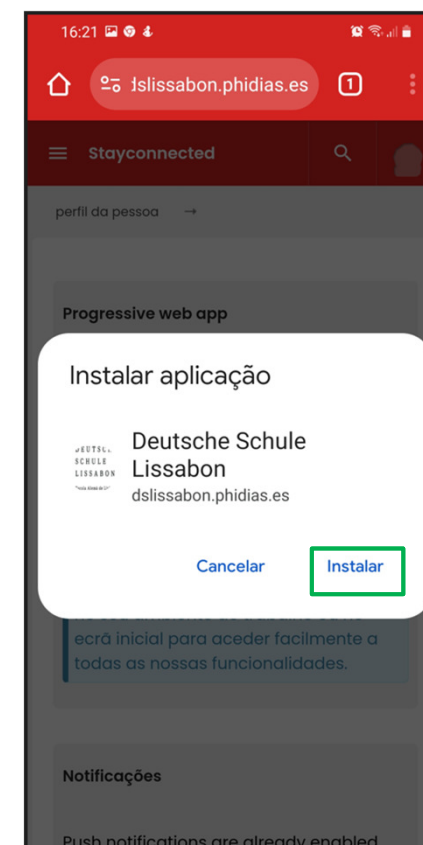 16:21
dslissabon.phidias.es 1
Stayconnected
perfil da pessoa →
Progressive web app
Instalar aplicação
DEUTSCHE
SCHULE
LISSABON
Deutsche Schule
Lissabon
dslissabon.phidias.es
Cancelar Instalar
ecrã inicial para aceder facilmente a
todas as nossas funcionalidades.
Notificações
Push notifications are already enabled